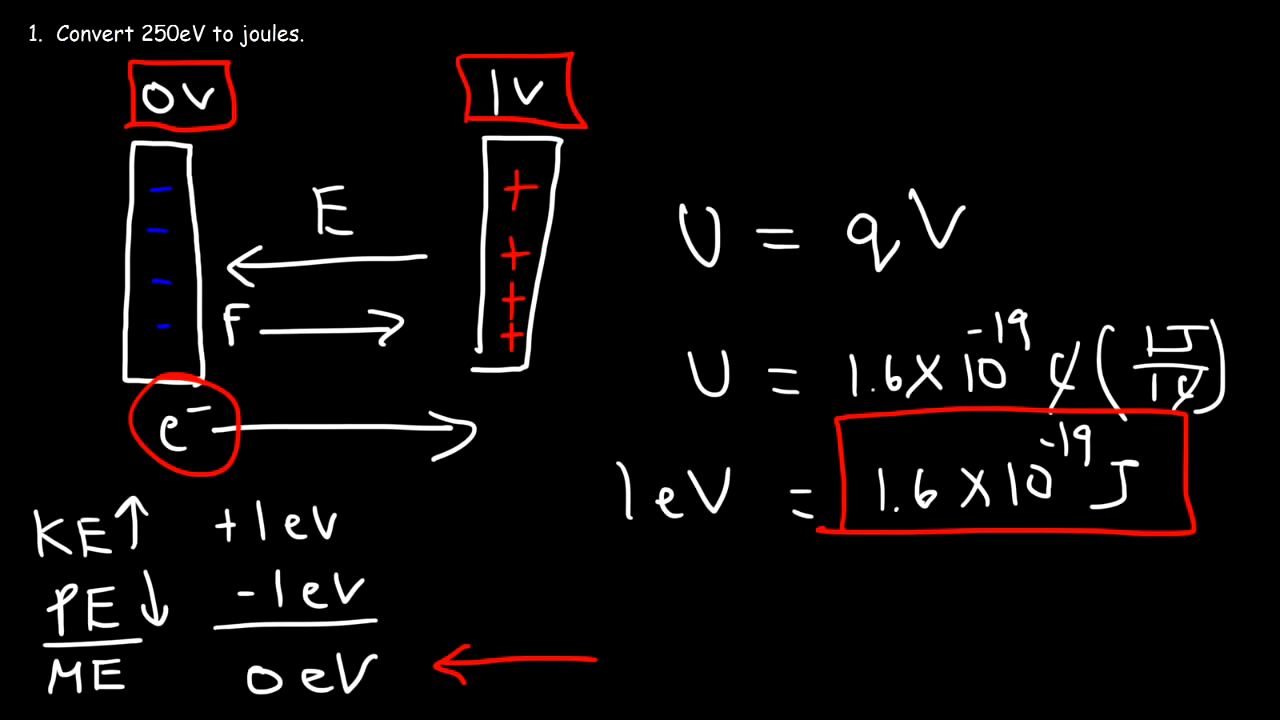 1. Convert 250eV to joules.
0V
1V
- - - -
+ + + +
E
F
e⁻
KE↑ +1eV
PE↓ -1eV
ME 0eV
U = qV
U = 1.6×10⁻¹⁹ C (1J/1C)
1eV = 1.6×10⁻¹⁹ J